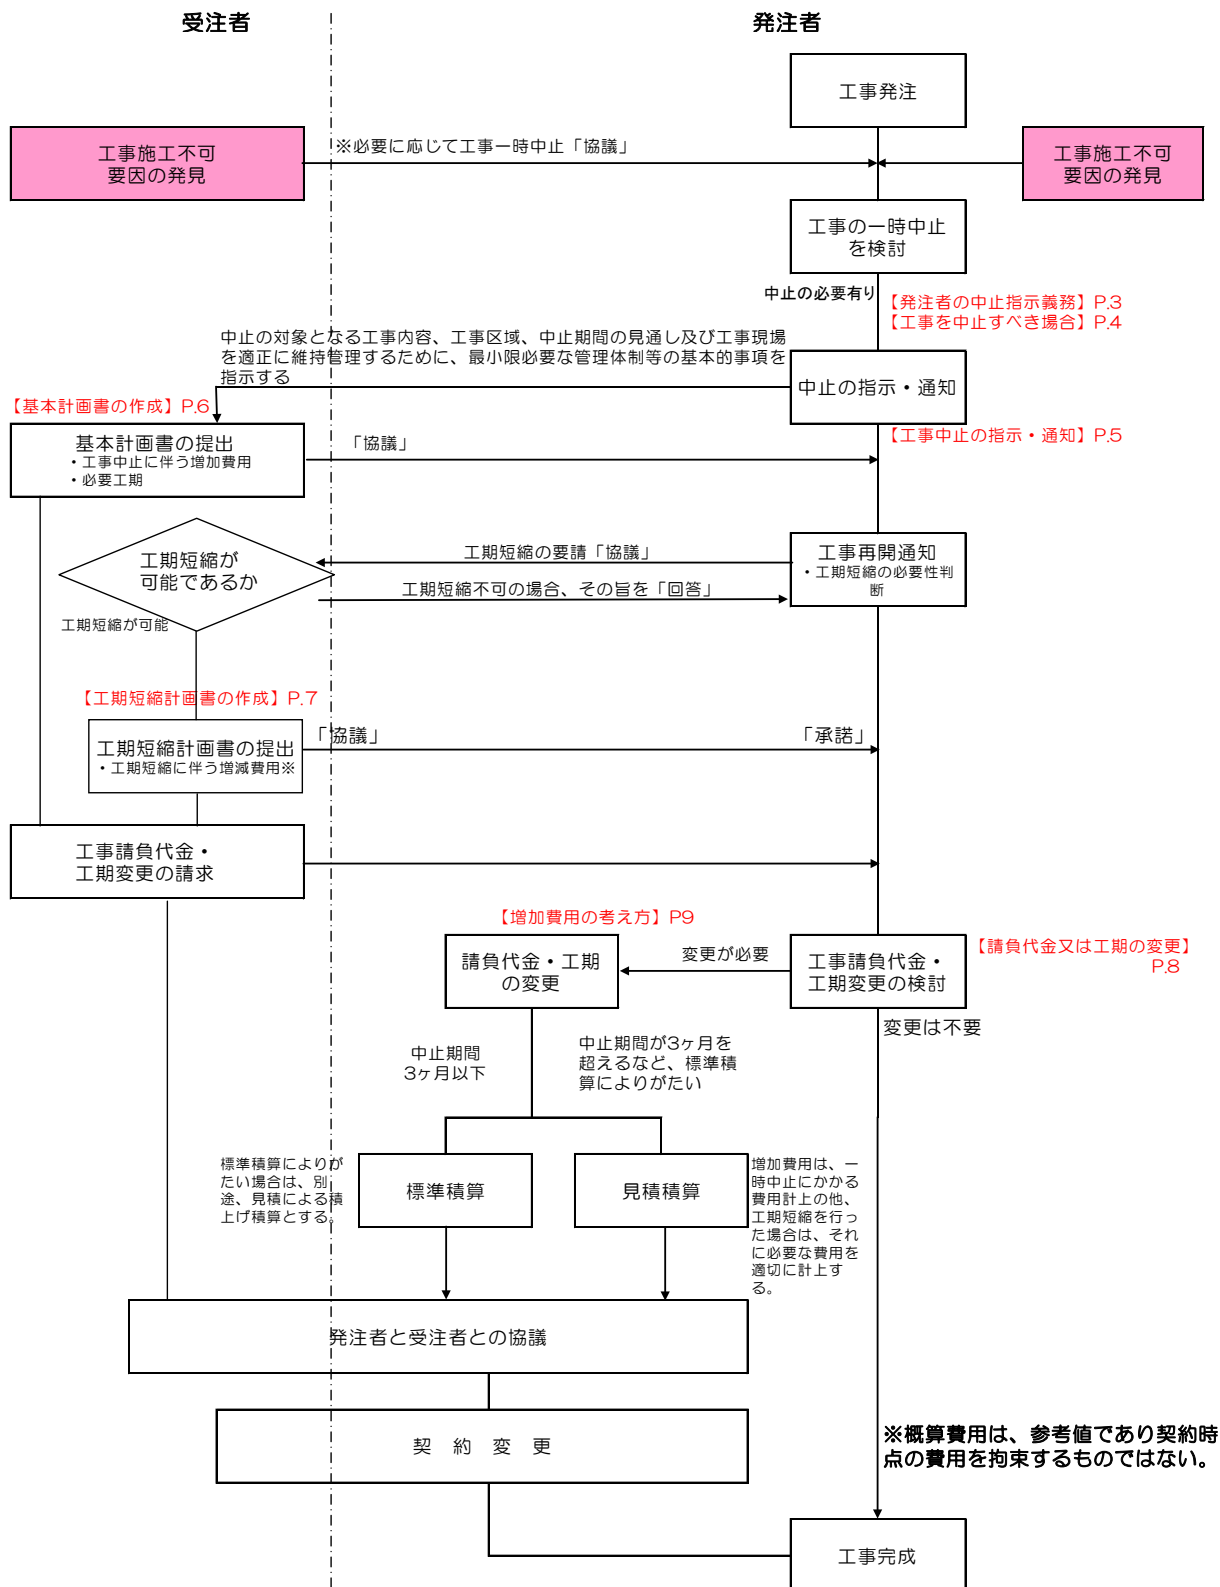 受注者
発注者
工事発注
工事施工不可
要因の発見
※必要に応じて工事一時中止「協議」
工事施工不可
要因の発見
工事の一時中止
を検討
中止の必要有り
【発注者の中止指示義務】P.3
【工事を中止すべき場合】P.4
中止の対象となる工事内容、工事区域、中止期間の見通し及び工事現場
を適正に維持管理するために、最小限必要な管理体制等の基本的事項を
指示する
中止の指示・通知
【基本計画書の作成】P.6
【工事中止の指示・通知】P.5
基本計画書の提出
・工事中止に伴う増加費用
・必要工期
「協議」
工期短縮が
可能であるか
工期短縮の要請「協議」
工事再開通知
・工期短縮の必要性判
断
工期短縮不可の場合、その旨を「回答」
工期短縮が可能
【工期短縮計画書の作成】P.7
工期短縮計画書の提出
・工期短縮に伴う増減費用※
「協議」
「承諾」
工事請負代金・
工期変更の請求
【増加費用の考え方】P9
請負代金・工期
の変更
変更が必要
工事請負代金・
工期変更の検討
【請負代金又は工期の変更】
P.8
変更は不要
中止期間
3ヶ月以下
中止期間が3ヶ月を
超えるなど、標準積
算によりがたい
標準積算によりが
たい場合は、別
途、見積による積
上げ積算とする。
標準積算
見積積算
増加費用は、一
時中止にかかる
費用計上の他、
工期短縮を行っ
た場合は、それ
に必要な費用を
適切に計上す
る。
発注者と受注者との協議
契　約　変　更
※概算費用は、参考値であり契約時
点の費用を拘束するものではない。
工事完成